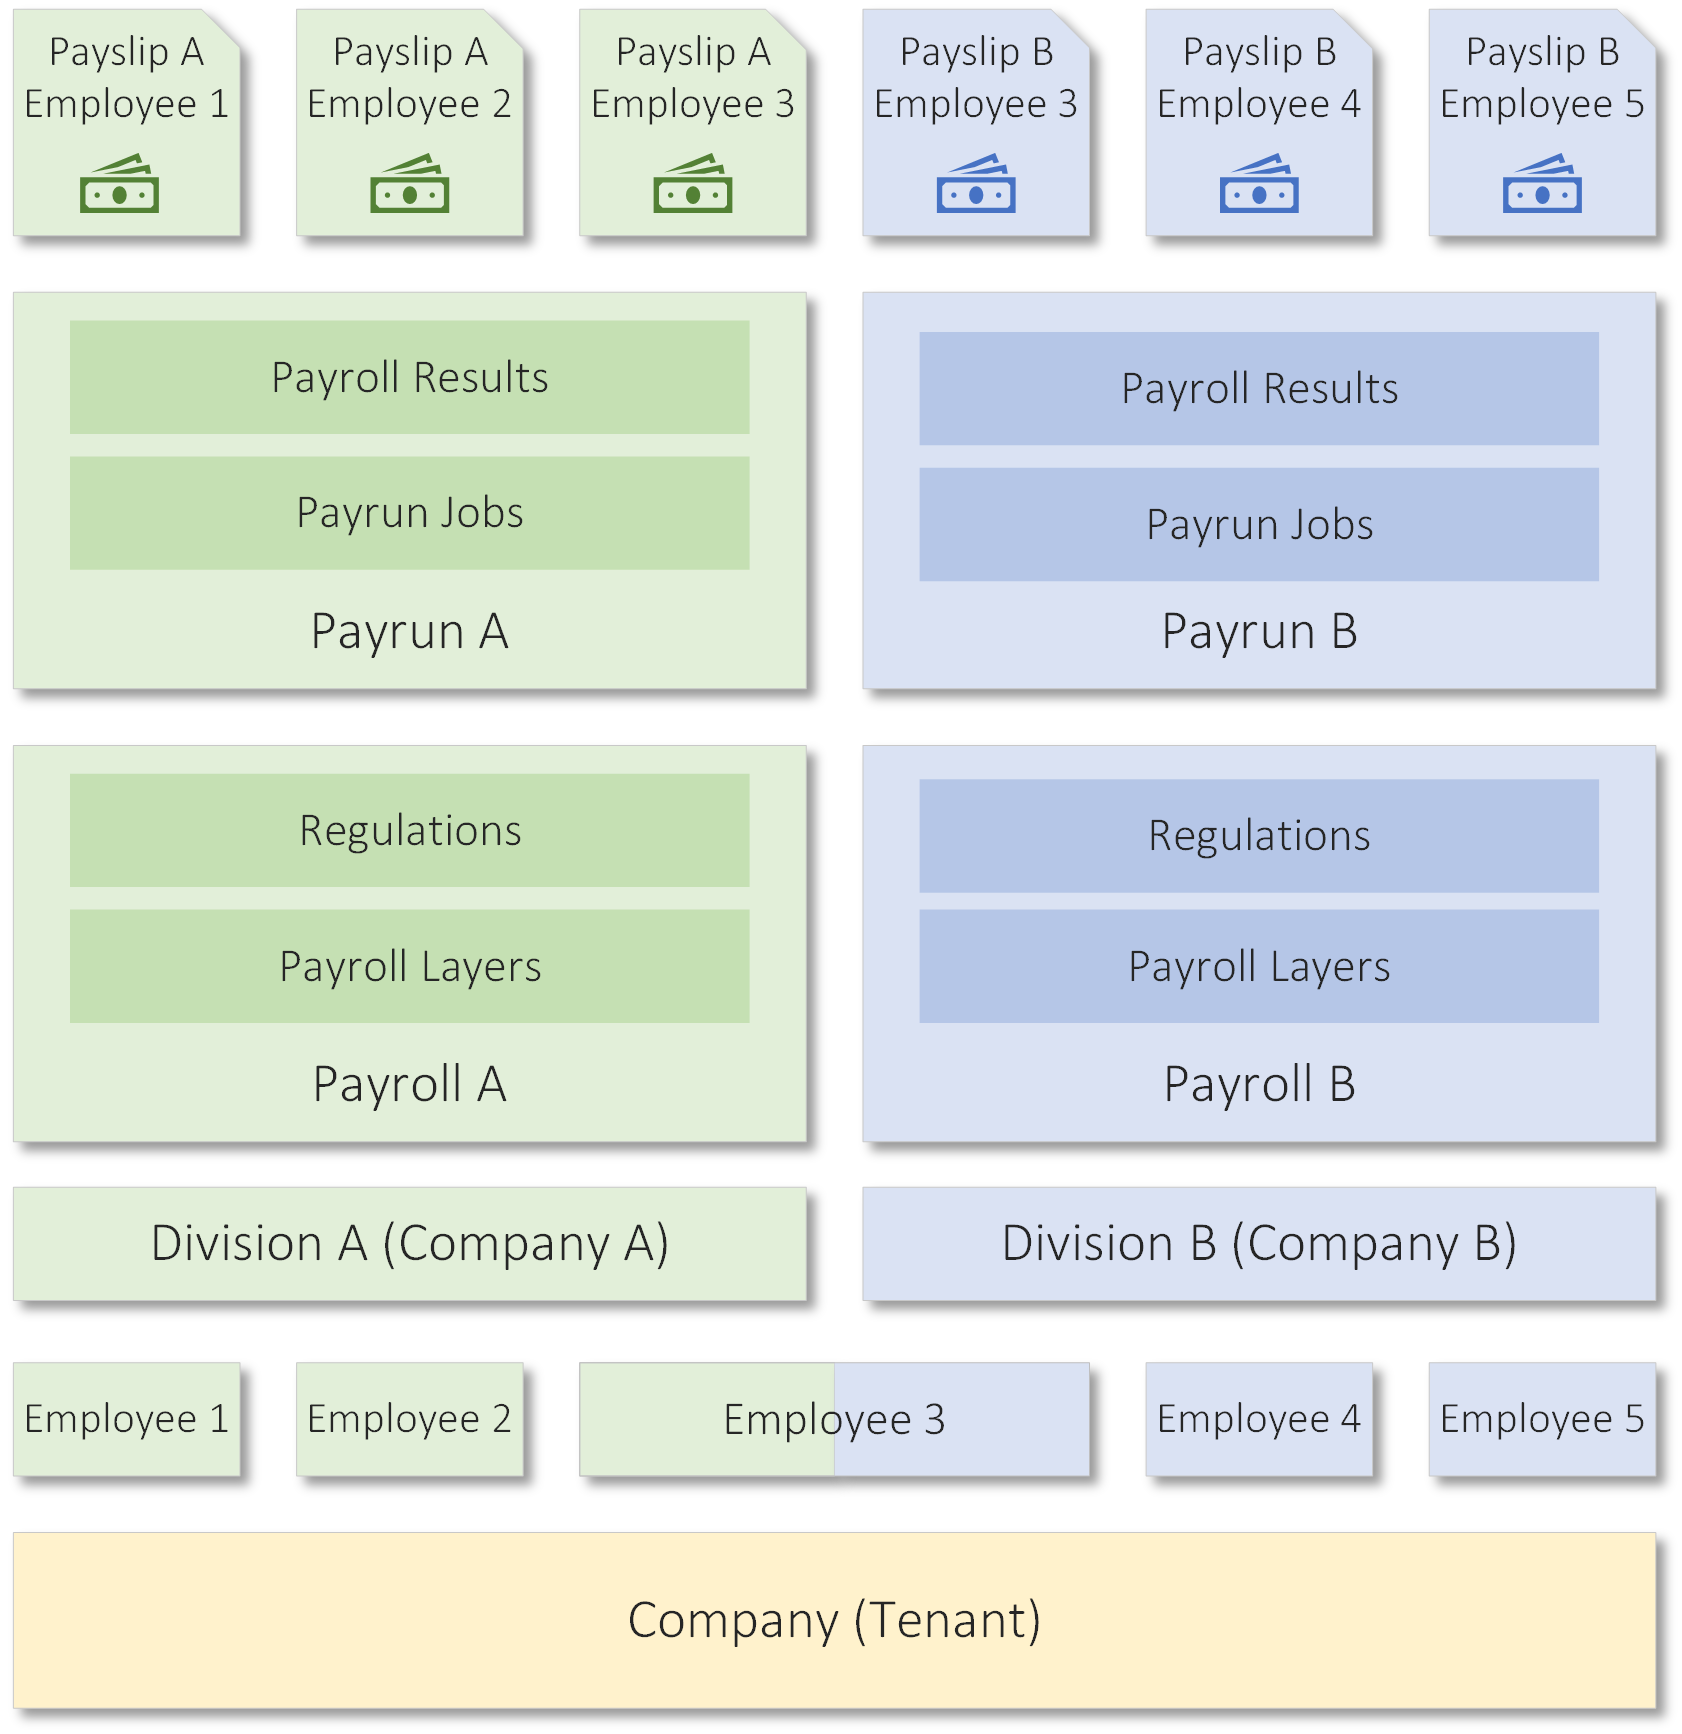 Payslip A
Employee 1
Payslip A
Employee 2
Payslip A
Employee 3
Payslip B
Employee 3
Payslip B
Employee 4
Payslip B
Employee 5
Payroll Results
Payrun Jobs
Payrun A
Payroll Results
Payrun Jobs
Payrun B
Regulations
Payroll Layers
Payroll A
Regulations
Payroll Layers
Payroll B
Division A (Company A)
Division B (Company B)
Employee 1
Employee 2
Employee 3
Employee 4
Employee 5
Company (Tenant)